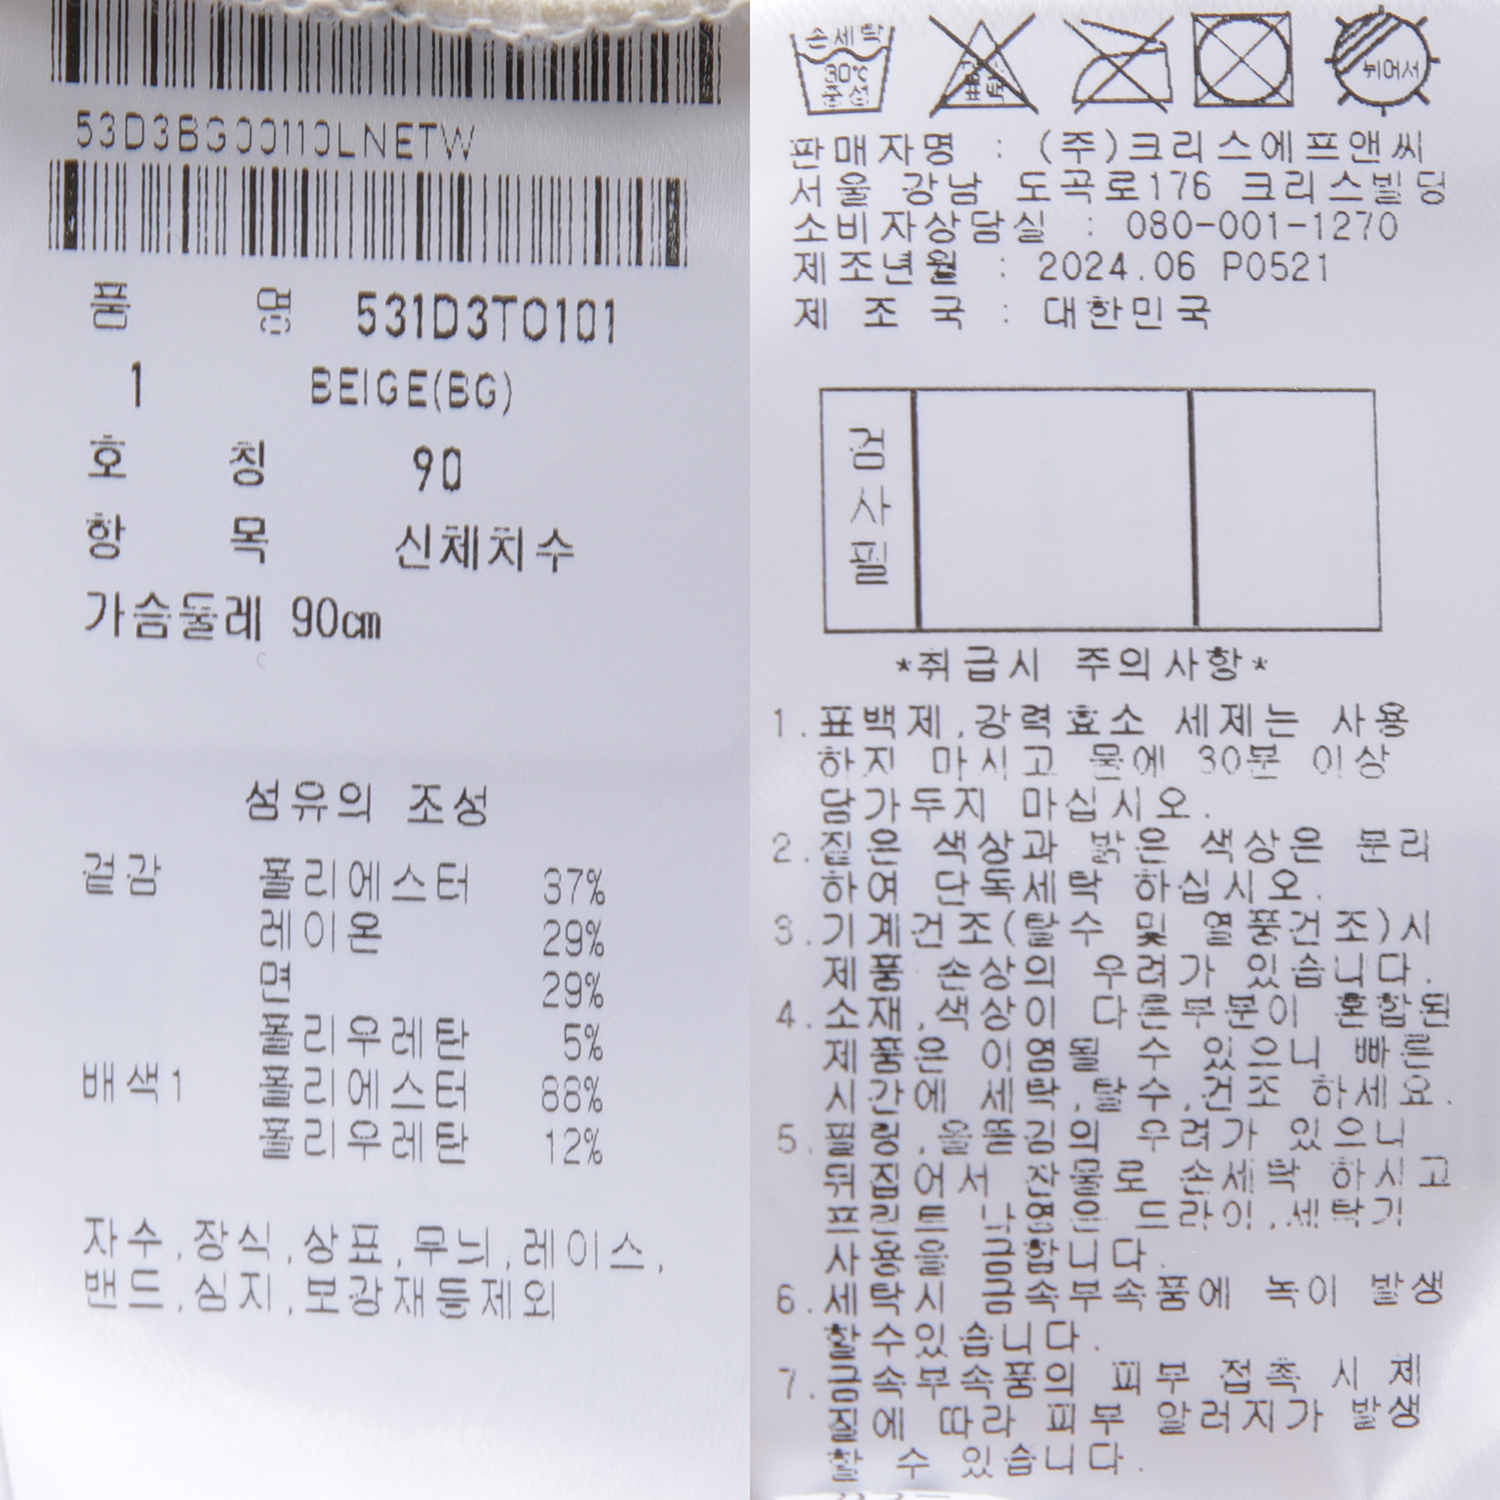 53D3BG00110LNETW
품 명 531D3TO101
1 BEIGE(BG)
호 칭 90
항 목 신체치수
가슴둘레 90cm
섬유의 조성
겉감 폴리에스터 37%
레이온 29%
면 29%
폴리우레탄 5%
배색1 폴리에스터 88%
폴리우레탄 12%
자수,장식,상표,무늬,레이스,
밴드,심지,보강재등제외
손세탁
30℃
중성
뉘어서
판매자명 : (주)크리스에프앤씨
서울 강남 도곡로176 크리스빌딩
소비자상담실 : 080-001-1270
제조년월 : 2024.06 P0521
제 조 국 : 대한민국
검사필
*취급시 주의사항*
1.표백제,강력효소 세제는 사용
하지 마시고 물에 30분 이상
담가두지 마십시오.
2.짙은 색상과 밝은 색상은 분리
하여 단독세탁 하십시오.
3.기계건조(탈수 및 열풍건조)시
제품 손상의 우려가 있습니다.
4.소재,색상이 다른부분이 혼합된
제품은 이염될 수 있으니 빠른
시간에 세탁,탈수,건조 하세요.
5.필링,올뜯김의 우려가 있으니
뒤집어서 찬물로 손세탁 하시고
프린트 날염은 드라이,세탁기
사용을 금합니다.
6.세탁시 금속부속품에 녹이 발생
할수있습니다.
7.금속부속품의 피부 접촉 시 체
질에 따라 피부 알러지가 발생
할 수 있습니다.